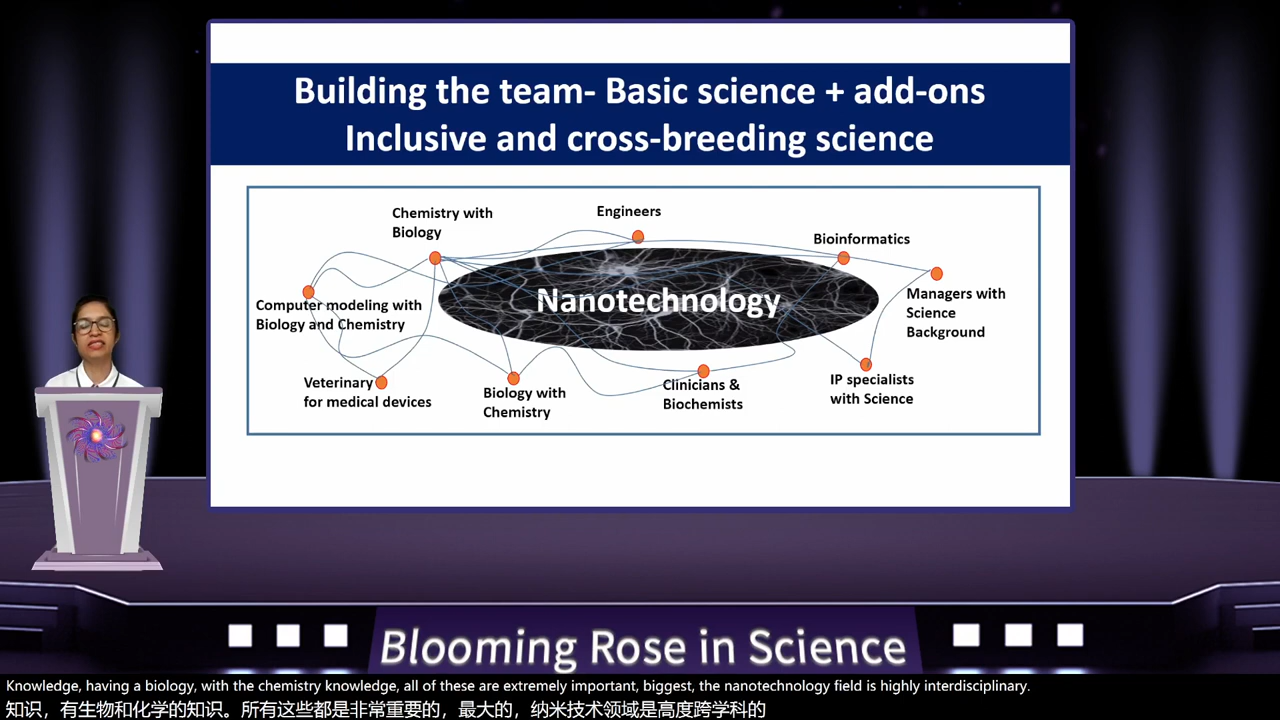 Building the team- Basic science + add-ons
Inclusive and cross-breeding science
Chemistry with
Biology
Engineers
Bioinformatics
Nanotechnology
Computer modeling with
Biology and Chemistry
Managers with
Science
Background
Veterinary
for medical devices
Biology with
Chemistry
Clinicians &
Biochemists
IP specialists
with Science
Blooming Rose in Science
Knowledge, having a biology, with the chemistry knowledge, all of these are extremely important, biggest, the nanotechnology field is highly interdisciplinary.
知识，有生物和化学的知识。所有这些都是非常重要的，最大的，纳米技术领域是高度跨学科的